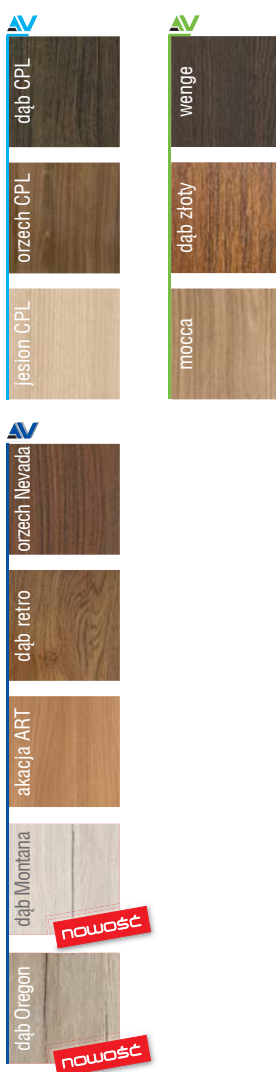 AV
dąb CPL
orzech CPL
jesion CPL
AV
wenge
dąb złoty
mocca
AV
orzech Nevada
dąb retro
akacja ART
dąb Montana
nowość
dąb Oregon
nowość